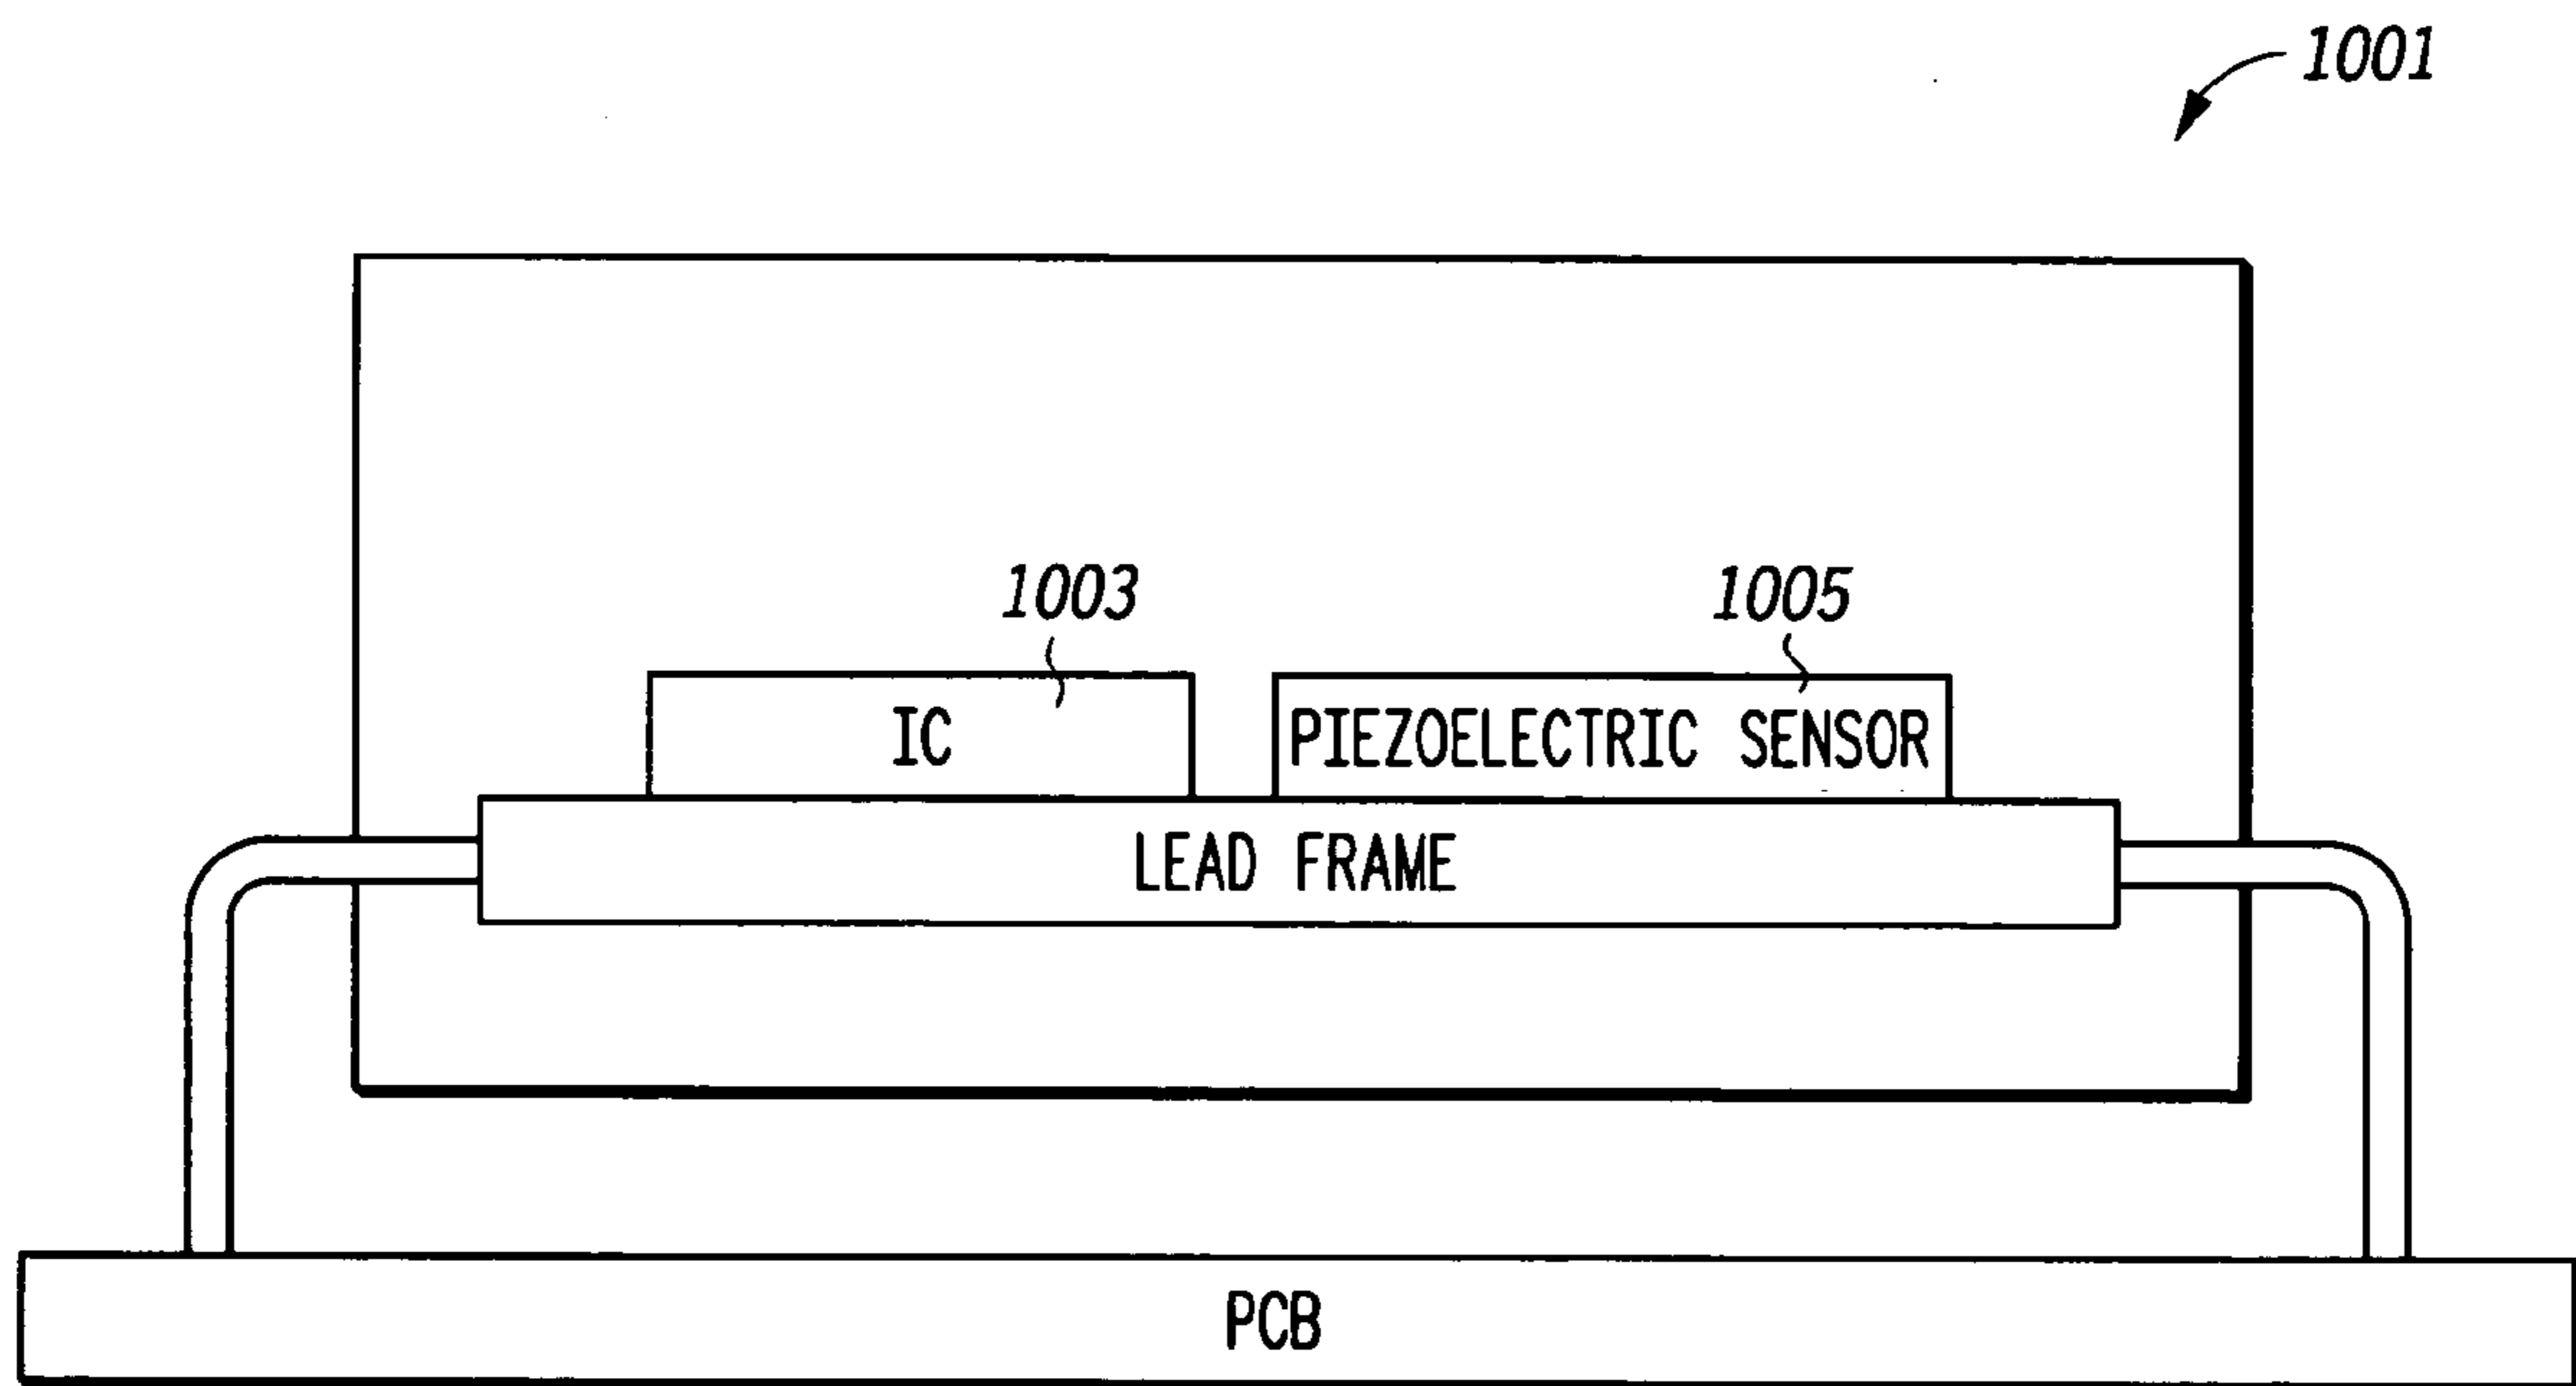 1001
1003
1005
IC
PIEZOELECTRIC SENSOR
LEAD FRAME
PCB